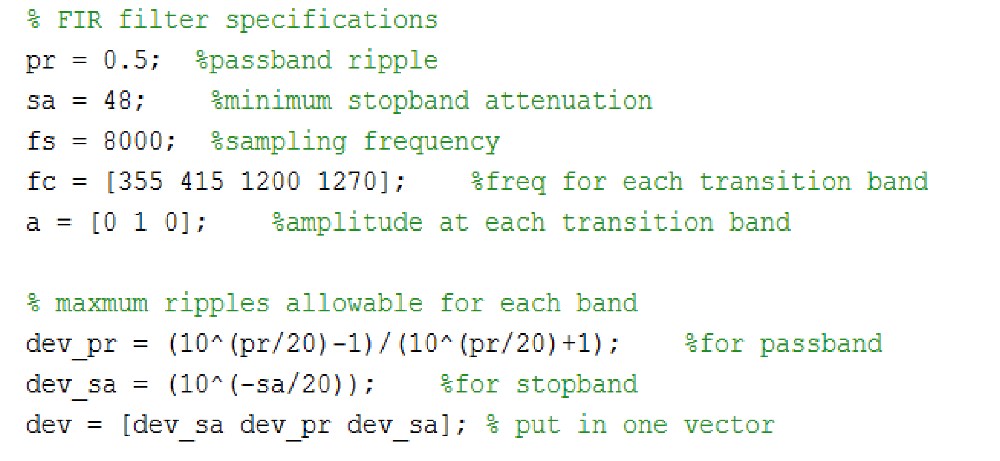 % FIR filter specifications
pr = 0.5;  %passband ripple
sa = 48;    %minimum stopband attenuation
fs = 8000;  %sampling frequency
fc = [355 415 1200 1270];    %freq for each transition band
a = [0 1 0];    %amplitude at each transition band
% maxmum ripples allowable for each band
dev_pr = (10^(pr/20)-1)/(10^(pr/20)+1);    %for passband
dev_sa = (10^(-sa/20));    %for stopband
dev = [dev_sa dev_pr dev_sa]; % put in one vector